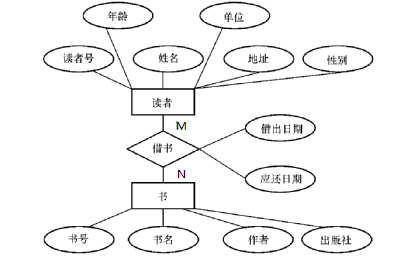 年龄 单位
读者号 姓名 地址 性别
读者
M
借书 借出日期
应还日期
N
书
书号 书名 作者 出版社